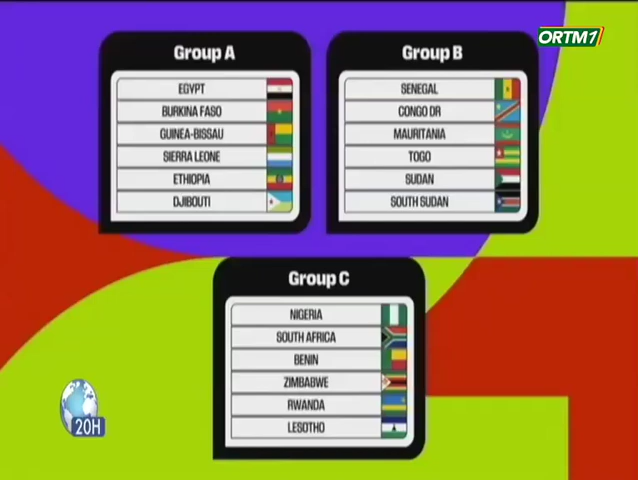 ORTM1
Group A
EGYPT
BURKINA FASO
GUINEA-BISSAU
SIERRA LEONE
ETHIOPIA
DJIBOUTI
Group B
SENEGAL
CONGO DR
MAURITANIA
TOGO
SUDAN
SOUTH SUDAN
Group C
NIGERIA
SOUTH AFRICA
BENIN
ZIMBABWE
RWANDA
LESOTHO
20H